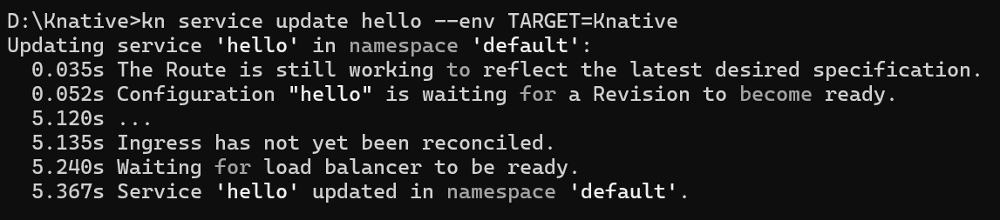 D:\Knative>kn service update hello --env TARGET=Knative
Updating service 'hello' in namespace 'default':
  0.035s The Route is still working to reflect the latest desired specification.
  0.052s Configuration "hello" is waiting for a Revision to become ready.
  5.120s ...
  5.135s Ingress has not yet been reconciled.
  5.240s Waiting for load balancer to be ready.
  5.367s Service 'hello' updated in namespace 'default'.